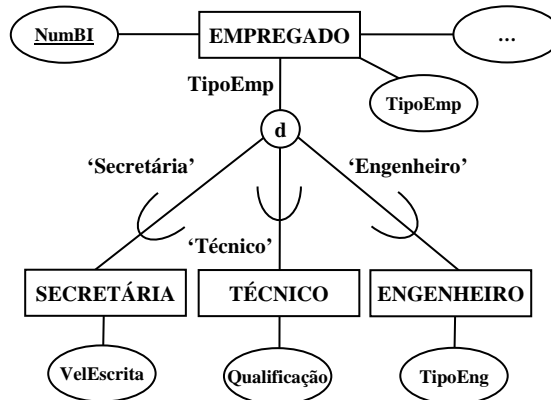 NumBI
EMPREGADO
…
TipoEmp
TipoEmp
d
‘Secretária’
‘Engenheiro’
‘Técnico’
SECRETÁRIA
TÉCNICO
ENGENHEIRO
VelEscrita
Qualificação
TipoEng